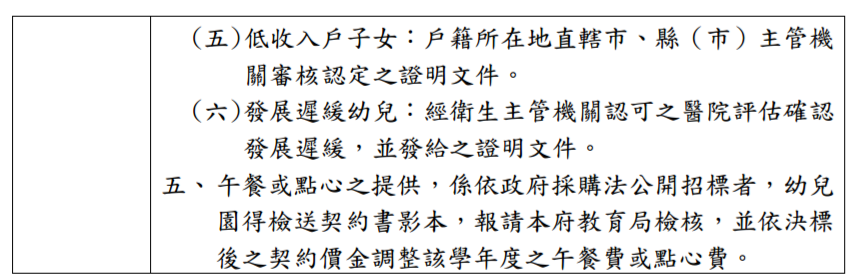 (五)低收入戶子女：戶籍所在地直轄市、縣（市）主管機
關審核認定之證明文件。
(六)發展遲緩幼兒：經衛生主管機關認可之醫院評估確認
發展遲緩，並發給之證明文件。
五、午餐或點心之提供，係依政府採購法公開招標者，幼兒
園得檢送契約書影本，報請本府教育局檢核，並依決標
後之契約價金調整該學年度之午餐費或點心費。